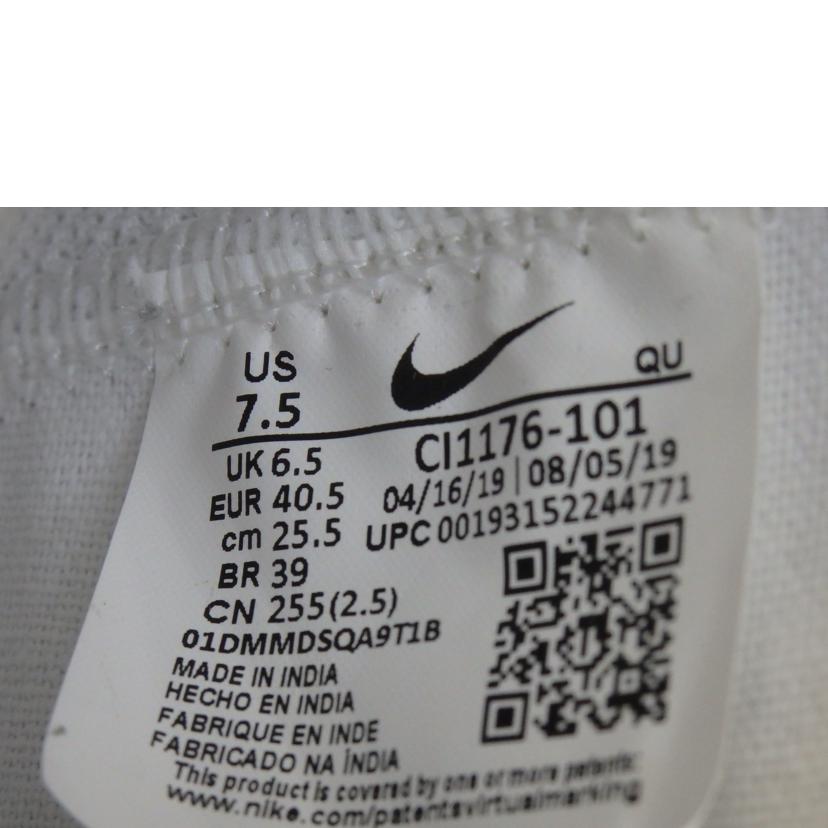 US
QU
7.5
UK 6.5
CI1176-101
EUR 40.5
04/16/19 | 08/05/19
cm 25.5
UPC 00193152244771
BR 39
CN 255(2.5)
01DMMDSQA9T1B
MADE IN INDIA
HECHO EN INDIA
FABRIQUE EN INDE
FABRICADO NA ÍNDIA
This product is covered by one or more patents:
www.nike.com/patentsvirtualmarking